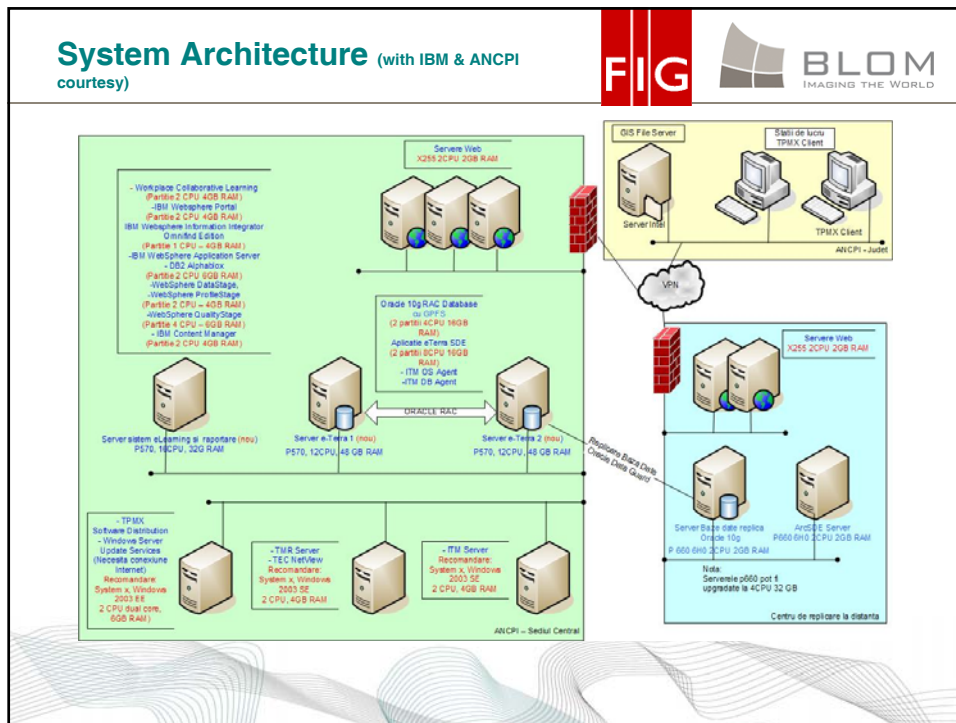 System Architecture (with IBM & ANCPI
courtesy)
FIG
BLOM
IMAGING THE WORLD
Servere Web
X255 2CPU 2GB RAM
- Workplace Collaborative Learning
(Partitie 2 CPU 4GB RAM)
-IBM Websphere Portal
(Partitie 2 CPU 4GB RAM)
IBM Websphere Information Integrator
Omnifind Edition
(Partitie 1 CPU – 4GB RAM)
-IBM WebSphere Application Server
- DB2 Alphablox
(Partitie 2 CPU 6GB RAM)
-WebSphere DataStage,
-WebSphere ProfileStage
(Partitie 2 CPU – 4GB RAM)
-WebSphere QualityStage
(Partitie 4 CPU – 6GB RAM)
- IBM Content Manager
(Partitie 2 CPU 4GB RAM)
Oracle 10g RAC Database
cu GPFS
(2 partitii 4CPU 16GB
RAM)
Aplicatie eTerra SDE
(2 partitii 8CPU 16GB
RAM)
- ITM OS Agent
-ITM DB Agent
ORACLE RAC
Server sistem eLearning si raportare (nou)
P570, 16CPU, 32G RAM
Server e-Terra 1 (nou)
P570, 12CPU, 48 GB RAM
Server e-Terra 2 (nou)
P570, 12CPU, 48 GB RAM
- TPMX
Software Distribution
- Windows Server
Update Services
(Necesita conexiune
Internet)
Recomandare:
System x, Windows
2003 EE
2 CPU dual core,
6GB RAM)
- TMR Server
- TEC NetView
Recomandare:
System x, Windows
2003 SE
2 CPU, 4GB RAM
- ITM Server
Recomandare:
System x, Windows
2003 SE
2 CPU, 4GB RAM
ANCPI – Sediul Central
GIS File Server
Statii de lucru
TPMX Client
Server Intel
TPMX Client
ANCPI -Judet
VPN
Servere Web
X255 2CPU 2GB RAM
Replicare Baza Date
Oracle Data Guard
Server Baze date replica
Oracle 10g
P 660 6H0 2CPU 2GB RAM
ArcSDE Server
P660 6H0 2CPU 2GB RAM
Nota:
Serverele p660 pot fi
upgradate la 4CPU 32 GB
Centru de replicare la distanta